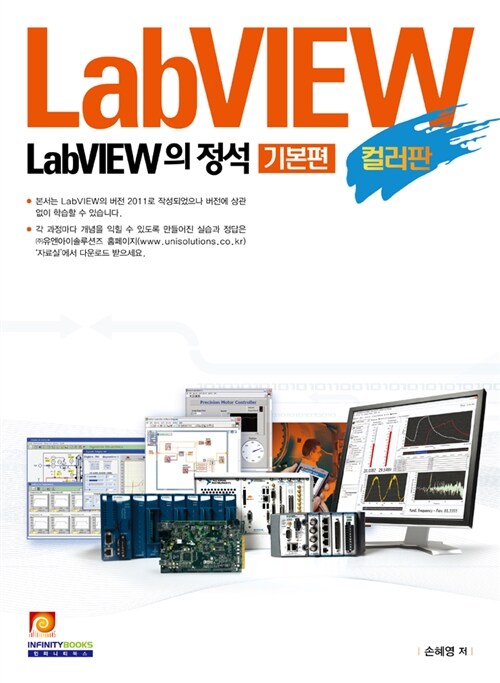 LabVIEW
LabVIEW의 정석 기본편 컬러판
본서는 LabVIEW의 버전 2011로 작성되었으나 버전에 상관
없이 학습할 수 있습니다.
각 과정마다 개념을 익힐 수 있도록 만들어진 실습과 정답은
㈜유엔아이솔루션즈 홈페이지(www.unisolutions.co.kr)
'자료실'에서 다운로드 받으세요.
Precision Motor Controller
INFINITYBOOKS
인피니티북스
손혜영 저